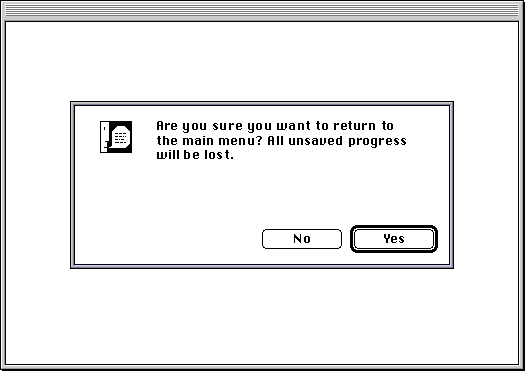 Are you sure you want to return to
the main menu? All unsaved progress
will be lost.
No
Yes